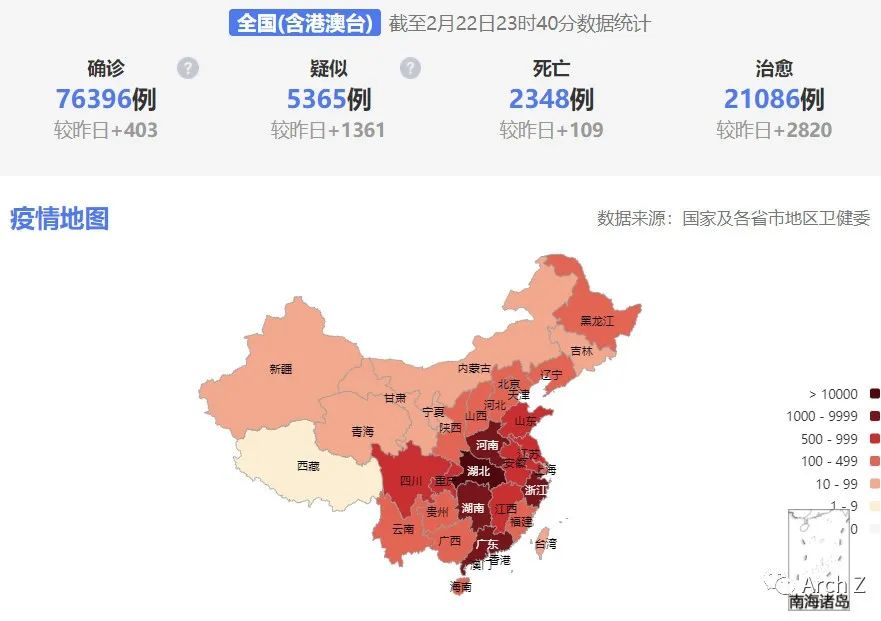 全国(含港澳台) 截至2月22日23时40分数据统计
确诊 ? 疑似 ? 死亡 治愈
76396例 5365例 2348例 21086例
较昨日+403 较昨日+1361 较昨日+109 较昨日+2820
疫情地图 数据来源：国家及各省市地区卫健委
黑龙江
吉林
新疆
内蒙古
辽宁
北京
天津
甘肃
河北
宁夏
山西
山东
陕西
青海
河南
江苏
安徽
上海
西藏
湖北
四川
重庆
浙江
湖南
江西
贵州
福建
云南
广西
广东
台湾
香港
澳门
海南
> 10000
1000 - 9999
500 - 999
100 - 499
10 - 99
1 - 9
0
Arch Z
南海诸岛